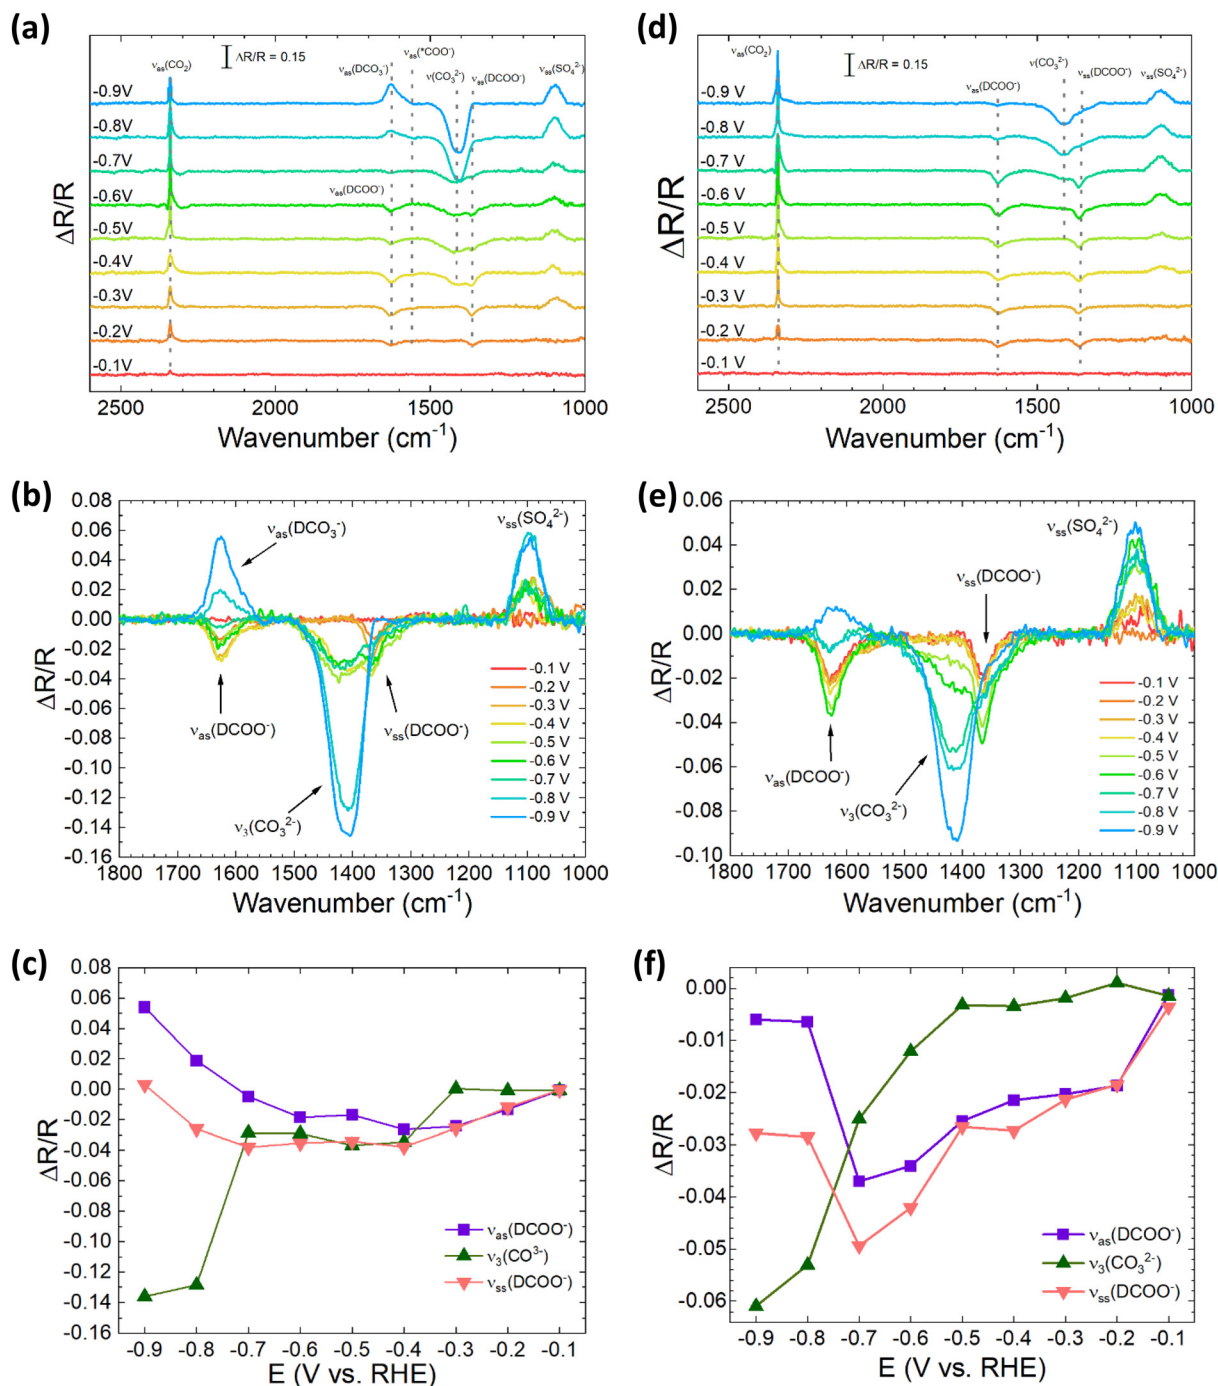 (a)
ΔR/R = 0.15
νas(CO2)
νas(DCO3-)
νas(*COO-)
ν(CO32-)
νss(DCOO-)
νss(SO42-)
-0.9V
-0.8V
-0.7V
νas(DCOO-)
-0.6V
-0.5V
-0.4V
-0.3V
-0.2V
-0.1V
ΔR/R
2500 2000 1500 1000
Wavenumber (cm-1)
(d)
ΔR/R = 0.15
νas(CO2)
νas(DCOO-)
ν(CO32-)
νss(DCOO-)
νss(SO42-)
-0.9 V
-0.8 V
-0.7 V
-0.6 V
-0.5 V
-0.4 V
-0.3 V
-0.2 V
-0.1 V
ΔR/R
2500 2000 1500 1000
Wavenumber (cm-1)
(b)
0.08
0.06
0.04
0.02
0.00
-0.02
-0.04
-0.06
-0.08
-0.10
-0.12
-0.14
-0.16
ΔR/R
νas(DCO3-)
νss(SO42-)
νas(DCOO-)
νss(DCOO-)
ν3(CO32-)
-0.1 V
-0.2 V
-0.3 V
-0.4 V
-0.5 V
-0.6 V
-0.7 V
-0.8 V
-0.9 V
1800 1700 1600 1500 1400 1300 1200 1100 1000
Wavenumber (cm-1)
(e)
0.06
0.04
0.02
0.00
-0.02
-0.04
-0.06
-0.08
-0.10
ΔR/R
νss(SO42-)
νss(DCOO-)
νas(DCOO-)
ν3(CO32-)
-0.1 V
-0.2 V
-0.3 V
-0.4 V
-0.5 V
-0.6 V
-0.7 V
-0.8 V
-0.9 V
1800 1700 1600 1500 1400 1300 1200 1100 1000
Wavenumber (cm-1)
(c)
0.08
0.06
0.04
0.02
0.00
-0.02
-0.04
-0.06
-0.08
-0.10
-0.12
-0.14
-0.16
ΔR/R
νas(DCOO-)
ν3(CO3-)
νss(DCOO-)
-0.9 -0.8 -0.7 -0.6 -0.5 -0.4 -0.3 -0.2 -0.1
E (V vs. RHE)
(f)
0.00
-0.01
-0.02
-0.03
-0.04
-0.05
-0.06
ΔR/R
νas(DCOO-)
ν3(CO32-)
νss(DCOO-)
-0.9 -0.8 -0.7 -0.6 -0.5 -0.4 -0.3 -0.2 -0.1
E (V vs. RHE)